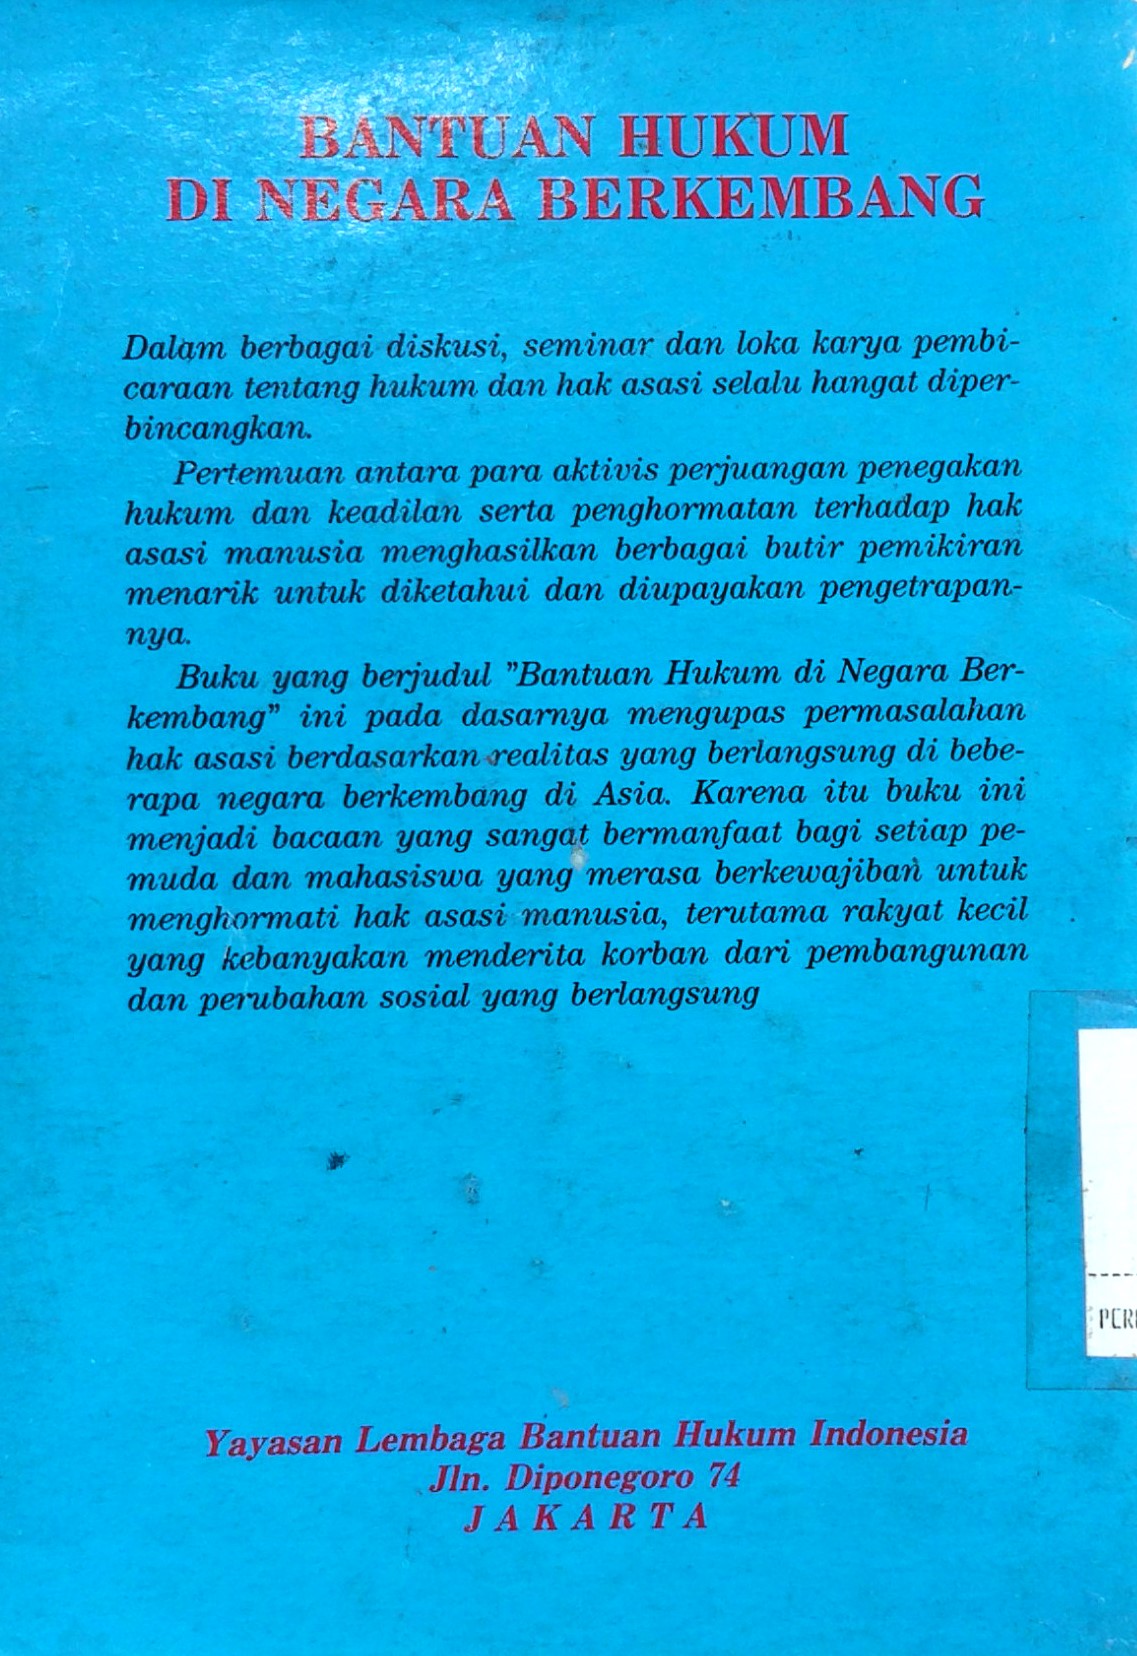 BANTUAN HUKUM
DI NEGARA BERKEMBANG
Dalam berbagai diskusi, seminar dan loka karya pembi-
caraan tentang hukum dan hak asasi selalu hangat diper-
bincangkan.
Pertemuan antara para aktivis perjuangan penegakan
hukum dan keadilan serta penghormatan terhadap hak
asasi manusia menghasilkan berbagai butir pemikiran
menarik untuk diketahui dan diupayakan pengetrapan-
nya.
Buku yang berjudul ”Bantuan Hukum di Negara Ber-
kembang” ini pada dasarnya mengupas permasalahan
hak asasi berdasarkan realitas yang berlangsung di bebe-
rapa negara berkembang di Asia. Karena itu buku ini
menjadi bacaan yang sangat bermanfaat bagi setiap pe-
muda dan mahasiswa yang merasa berkewajiban untuk
menghormati hak asasi manusia, terutama rakyat kecil
yang kebanyakan menderita korban dari pembangunan
dan perubahan sosial yang berlangsung
Yayasan Lembaga Bantuan Hukum Indonesia
Jln. Diponegoro 74
J A K A R T A